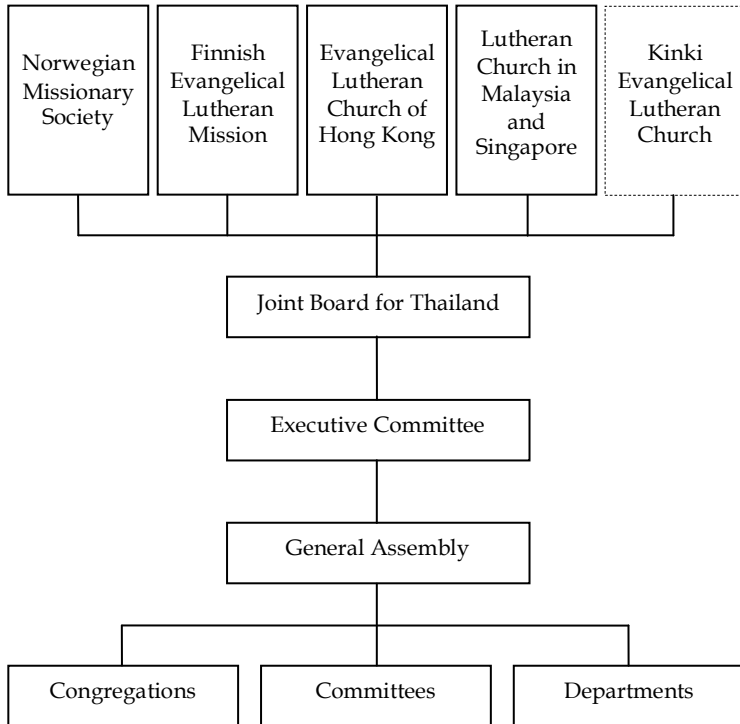 Norwegian
Missionary
Society
Finnish
Evangelical
Lutheran
Mission
Evangelical
Lutheran
Church of
Hong Kong
Lutheran
Church in
Malaysia
and
Singapore
Kinki
Evangelical
Lutheran
Church
Joint Board for Thailand
Executive Committee
General Assembly
Congregations
Committees
Departments